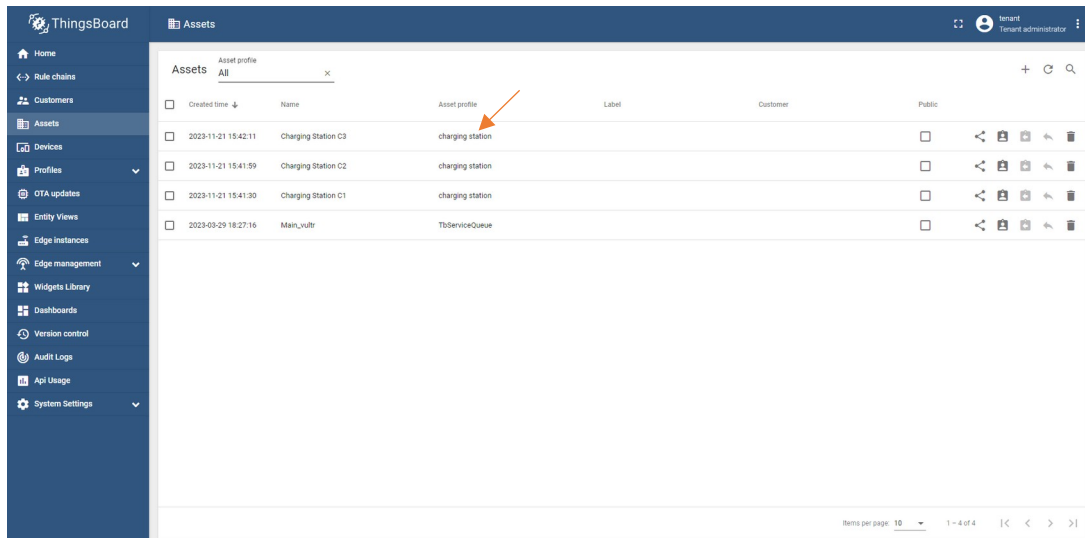 ThingsBoard
Assets
tenant
Tenant administrator
Home
Rule chains
Customers
Assets
Devices
Profiles
OTA updates
Entity Views
Edge instances
Edge management
Widgets Library
Dashboards
Version control
Audit Logs
Api Usage
System Settings
Assets
Asset profile
All
Created time Name Asset profile Label Customer Public
2023-11-21 15:42:11 Charging Station C3 charging station
2023-11-21 15:41:59 Charging Station C2 charging station
2023-11-21 15:41:30 Charging Station C1 charging station
2023-03-29 18:27:16 Main_vultr TbServiceQueue
Items per page: 10 1 – 4 of 4